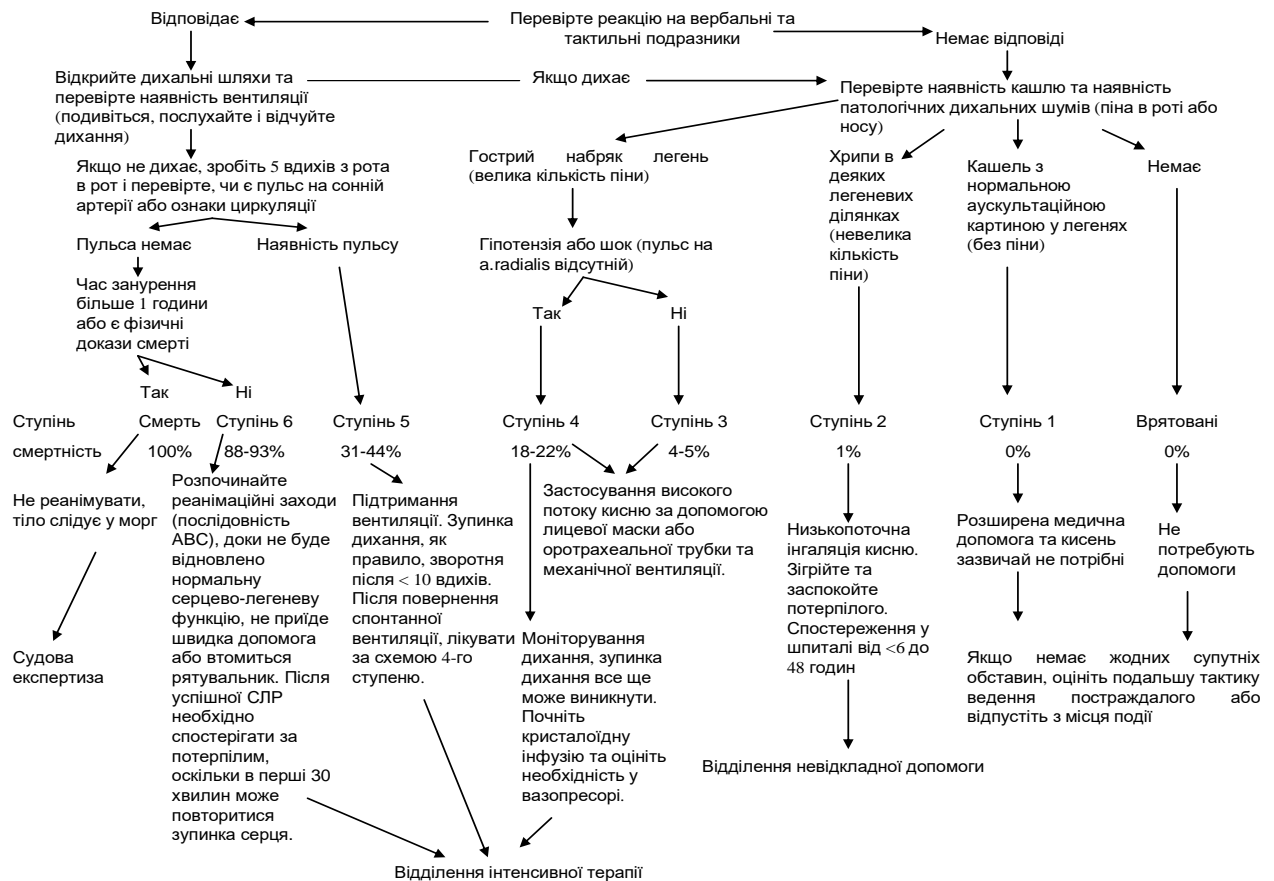 Відповідає
Перевірте реакцію на вербальні та
тактильні подразники
Немає відповіді
Відкрийте дихальні шляхи та
перевірте наявність вентиляції
(подивіться, послухайте і відчуйте
дихання)
Якщо дихає
Перевірте наявність кашлю та наявність
патологічних дихальних шумів (піна в роті або
носу)
Якщо не дихає, зробіть 5 вдихів з рота
в рот і перевірте, чи є пульс на сонній
артерії або ознаки циркуляції
Гострий набряк легень
(велика кількість піни)
Хрипи в
деяких
легеневих
ділянках
(невелика
кількість
піни)
Кашель з
нормальною
аускультаційною
картиною у легенях
(без піни)
Немає
Пульса немає
Наявність пульсу
Гіпотензія або шок (пульс на
a.radialis відсутній)
Час занурення
більше 1 години
або є фізичні
докази смерті
Так
Ні
Так
Ні
Ступінь
Смерть
Ступінь 6
Ступінь 5
Ступінь 4
Ступінь 3
Ступінь 2
Ступінь 1
Врятовані
смертність
100%
88-93%
31-44%
18-22%
4-5%
1%
0%
0%
Не реанімувати,
тіло слідує у морг
Розпочинайте
реанімаційні заходи
(послідовність
АВС), доки не буде
відновлено
нормальну
серцево-легеневу
функцію, не приїде
швидка допомога
або втомиться
рятувальник. Після
успішної СЛР
необхідно
спостерігати за
потерпілим,
оскільки в перші 30
хвилин може
повторитися
зупинка серця.
Підтримання
вентиляції. Зупинка
дихання, як
правило, зворотня
після < 10 вдихів.
Після повернення
спонтанної
вентиляції, лікувати
за схемою 4-го
ступеню.
Застосування високого
потоку кисню за допомогою
лицевої маски або
оротрахеальної трубки та
механічної вентиляції.
Низькопоточна
інгаляція кисню.
Зігрійте та
заспокойте
потерпілого.
Спостереження у
шпиталі від <6 до
48 годин
Розширена медична
допомога та кисень
зазвичай не потрібні
Не
потребують
допомоги
Судова
експертиза
Моніторування
дихання, зупинка
дихання все ще
може виникнути.
Почніть
кристалоїдну
інфузію та оцініть
необхідність у
вазопресорі.
Якщо немає жодних супутніх
обставин, оцініть подальшу тактику
ведення постраждалого або
відпустіть з місця події
Відділення невідкладної допомоги
Відділення інтенсивної терапії